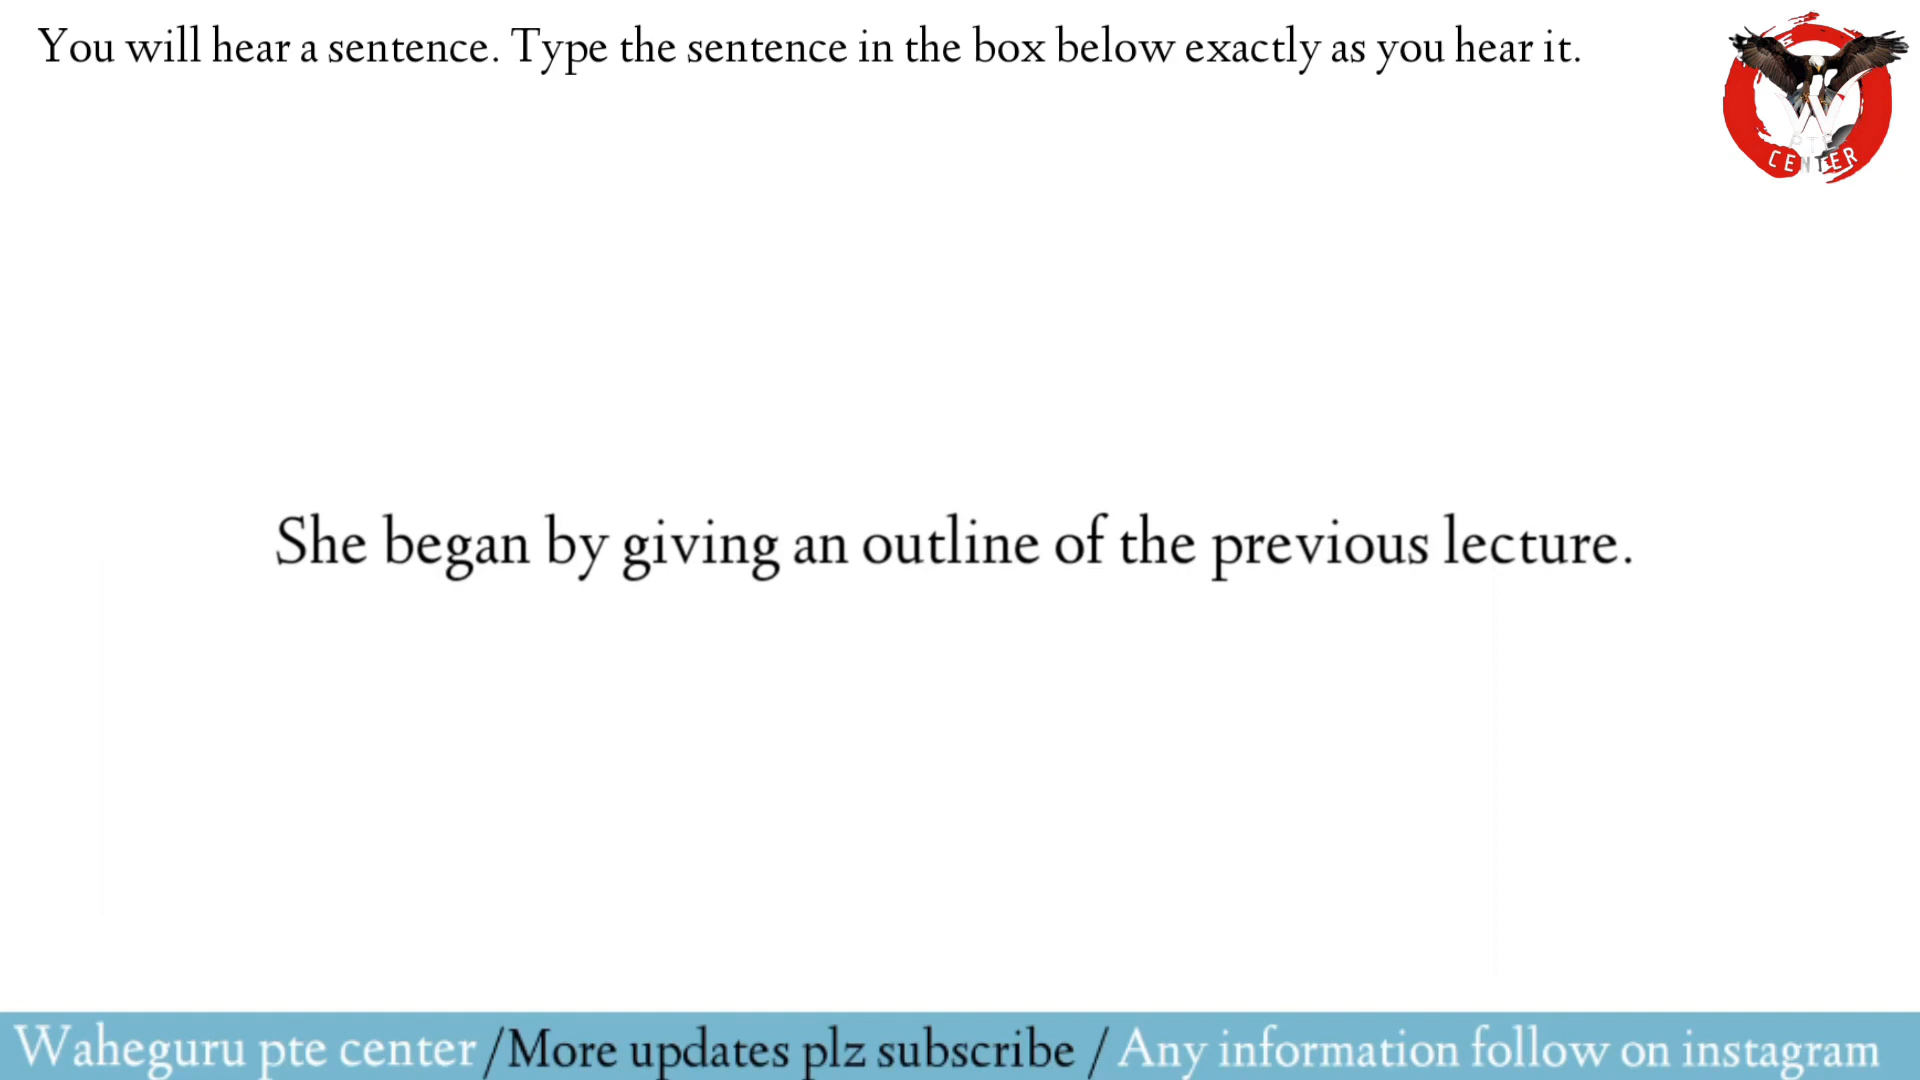 You will hear a sentence. Type the sentence in the box below exactly as you hear it.
W
PTE
CENTER
She began by giving an outline of the previous lecture.
Waheguru pte center /More updates plz subscribe / Any information follow on instagram